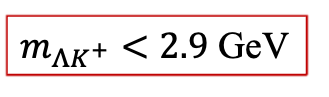 m_{ΛK^+} < 2.9 GeV